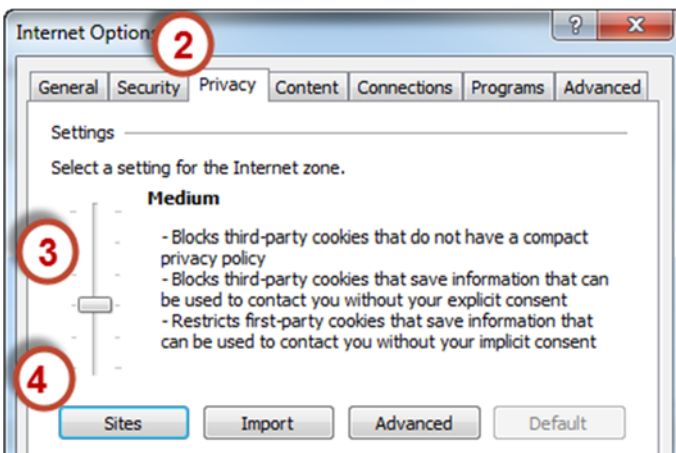 Internet Option
2
General Security Privacy Content Connections Programs Advanced
Settings
Select a setting for the Internet zone.
Medium
3
- Blocks third-party cookies that do not have a compact
privacy policy
- Blocks third-party cookies that save information that can
be used to contact you without your explicit consent
- Restricts first-party cookies that save information that
can be used to contact you without your implicit consent
4
Sites Import Advanced Default